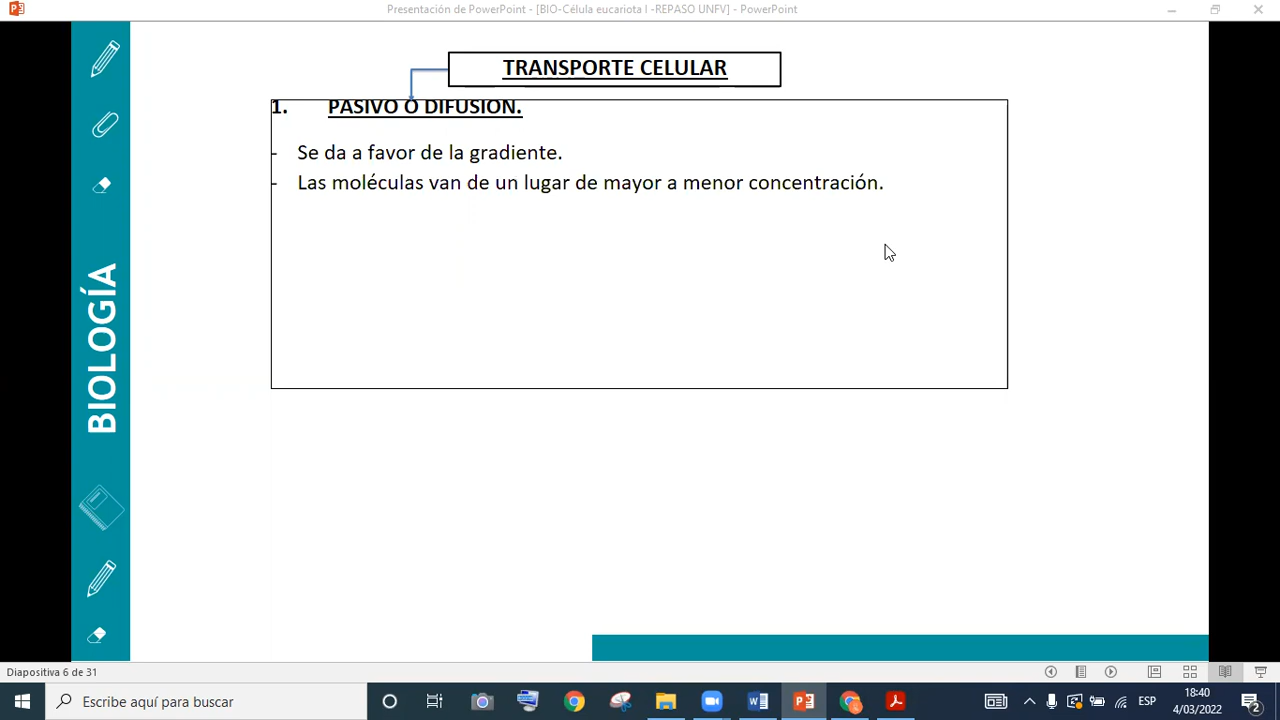 Presentación de PowerPoint - [BIO-Célula eucariota I -REPASO UNFV] - PowerPoint
TRANSPORTE CELULAR
1. PASIVO O DIFUSIÓN.
- Se da a favor de la gradiente.
- Las moléculas van de un lugar de mayor a menor concentración.
BIOLOGÍA
Diapositiva 6 de 31
Escribe aquí para buscar
ESP
18:40
4/03/2022
2